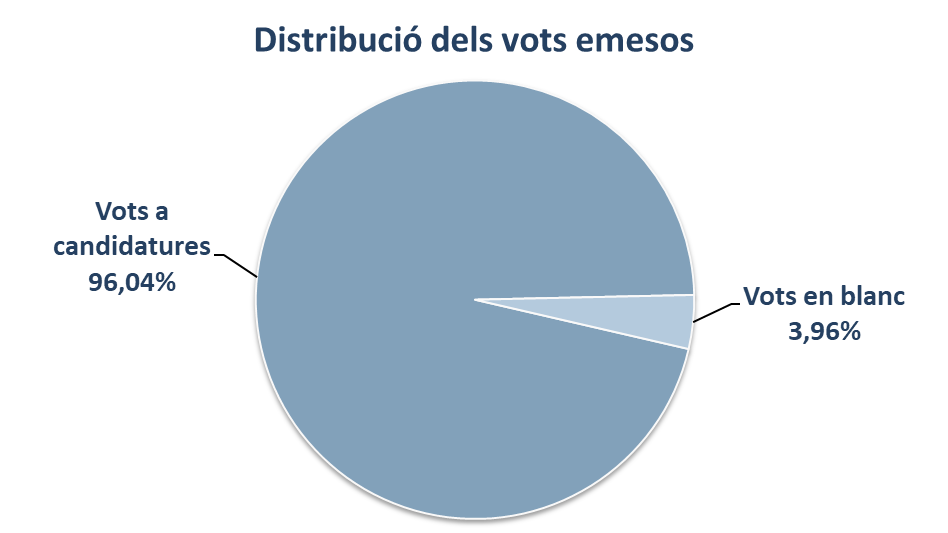 Distribució dels vots emesos
Vots a
candidatures
96,04%
Vots en blanc
3,96%